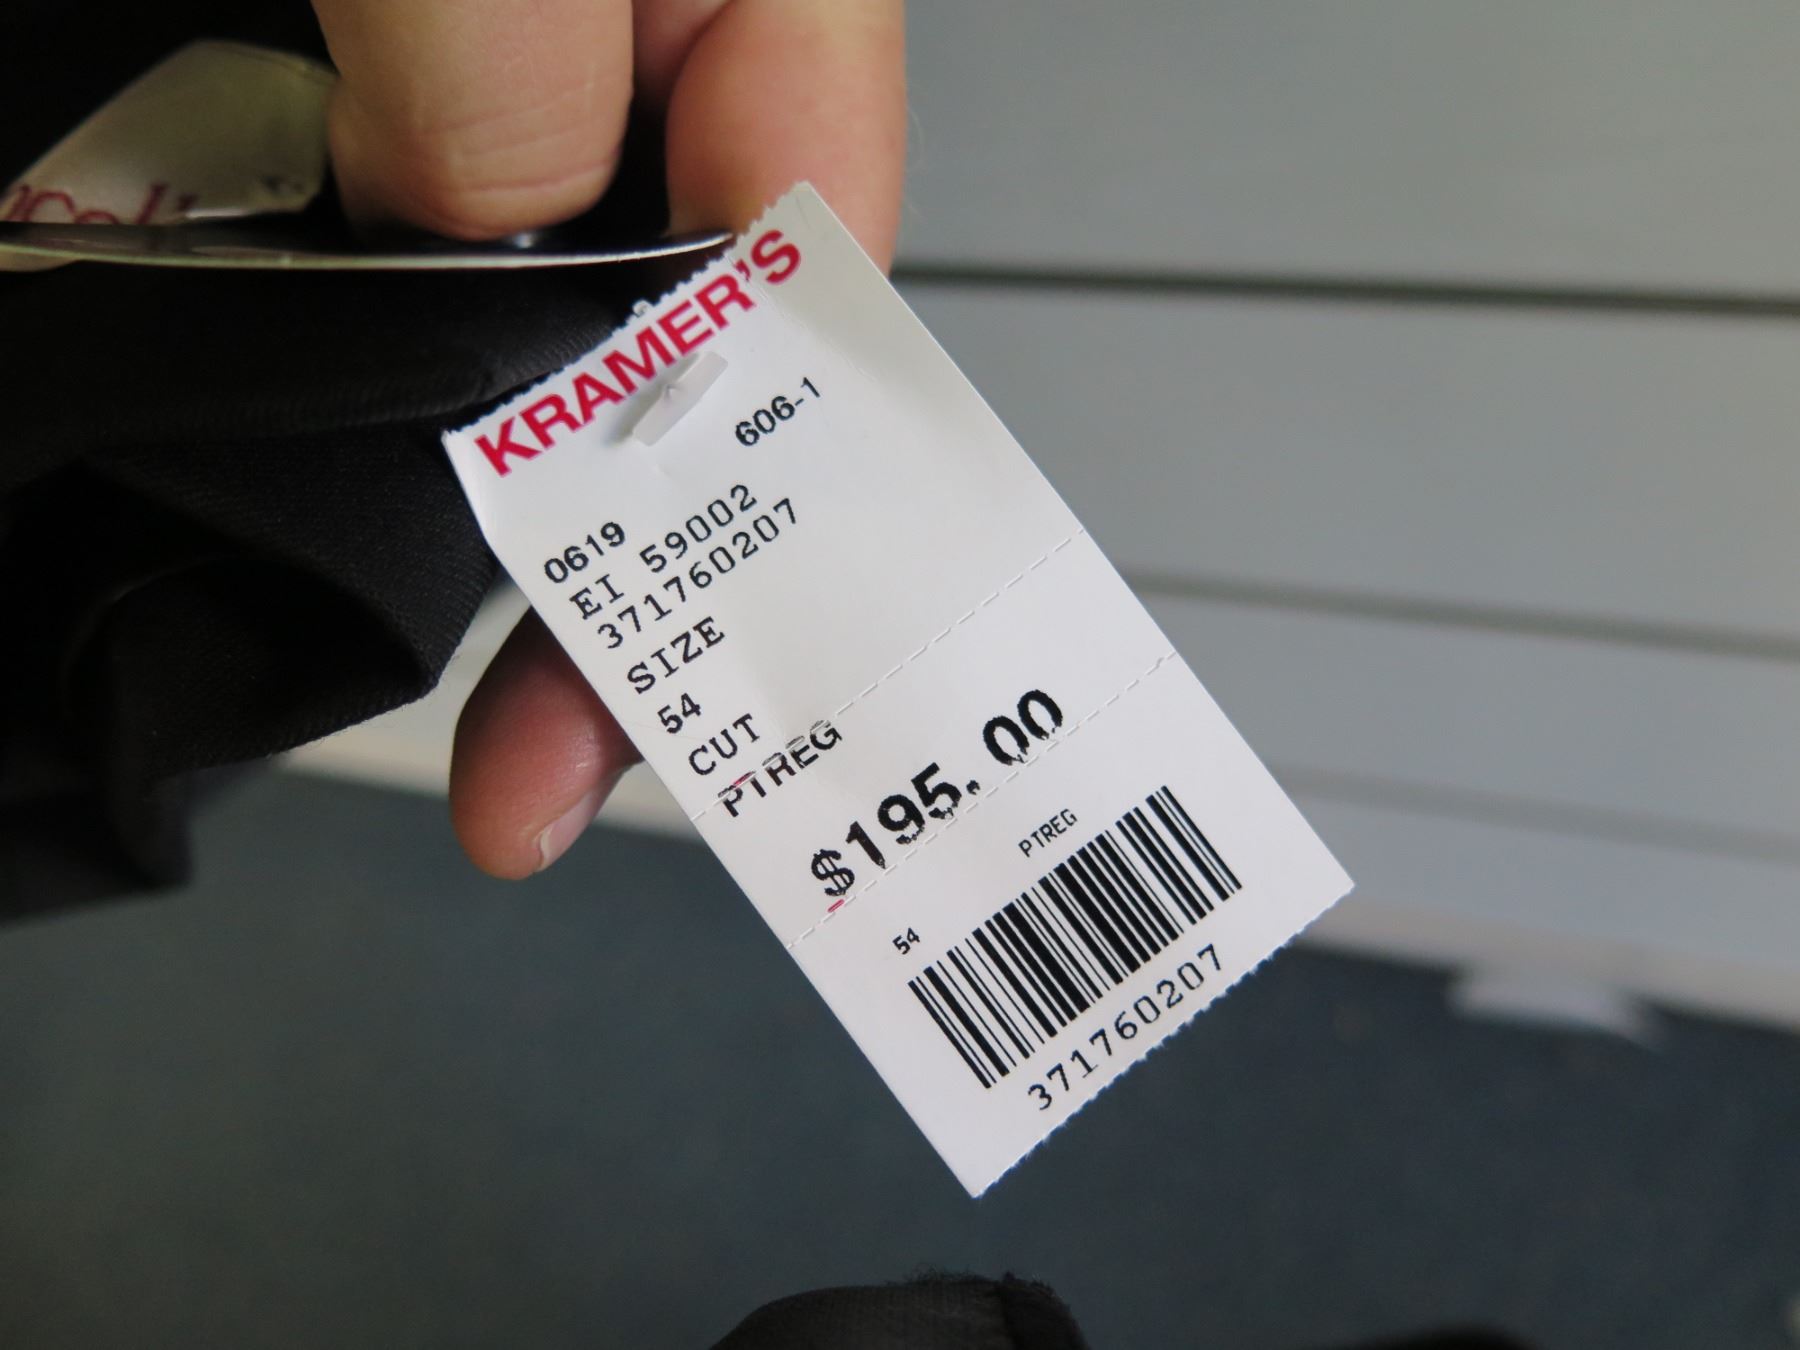 KRAMER'S
606-1
0619
EI 59002
371760207
SIZE
54
CUT
PTREG
$195.00
PTREG
54
371760207